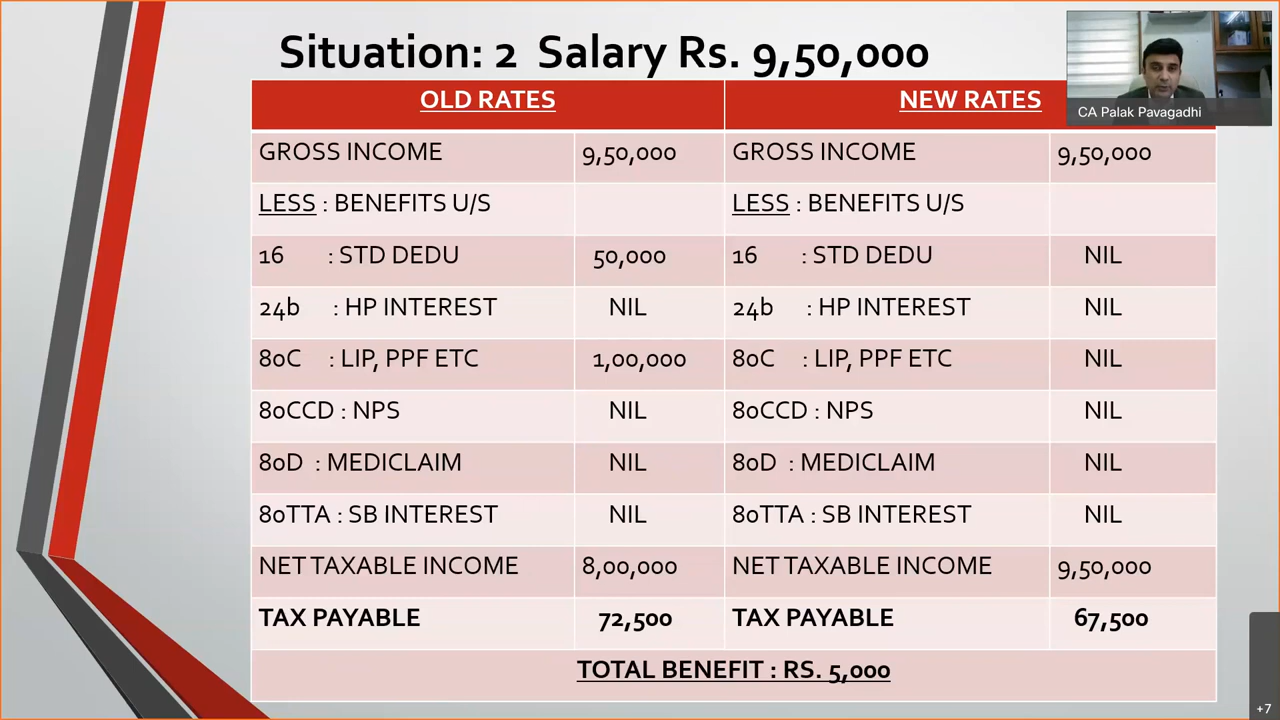 Situation: 2 Salary Rs. 9,50,000
CA Palak Pavagadhi
OLD RATES NEW RATES
GROSS INCOME 9,50,000 GROSS INCOME 9,50,000
LESS : BENEFITS U/S LESS : BENEFITS U/S
16 : STD DEDU 50,000 16 : STD DEDU NIL
24b : HP INTEREST NIL 24b : HP INTEREST NIL
80C : LIP, PPF ETC 1,00,000 80C : LIP, PPF ETC NIL
80CCD : NPS NIL 80CCD : NPS NIL
80D : MEDICLAIM NIL 80D : MEDICLAIM NIL
80TTA : SB INTEREST NIL 80TTA : SB INTEREST NIL
NET TAXABLE INCOME 8,00,000 NET TAXABLE INCOME 9,50,000
TAX PAYABLE 72,500 TAX PAYABLE 67,500
TOTAL BENEFIT : RS. 5,000
+7